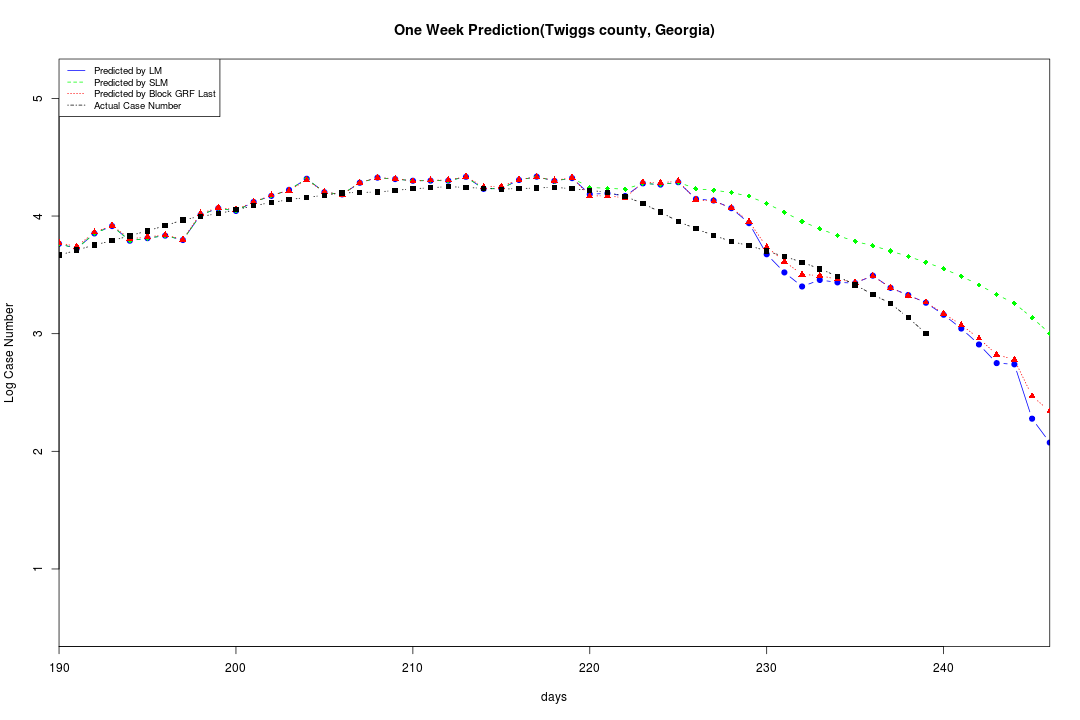 One Week Prediction(Twiggs county, Georgia)
Predicted by LM
Predicted by SLM
Predicted by Block GRF Last
Actual Case Number
5
4
3
2
1
Log Case Number
190 200 210 220 230 240
days